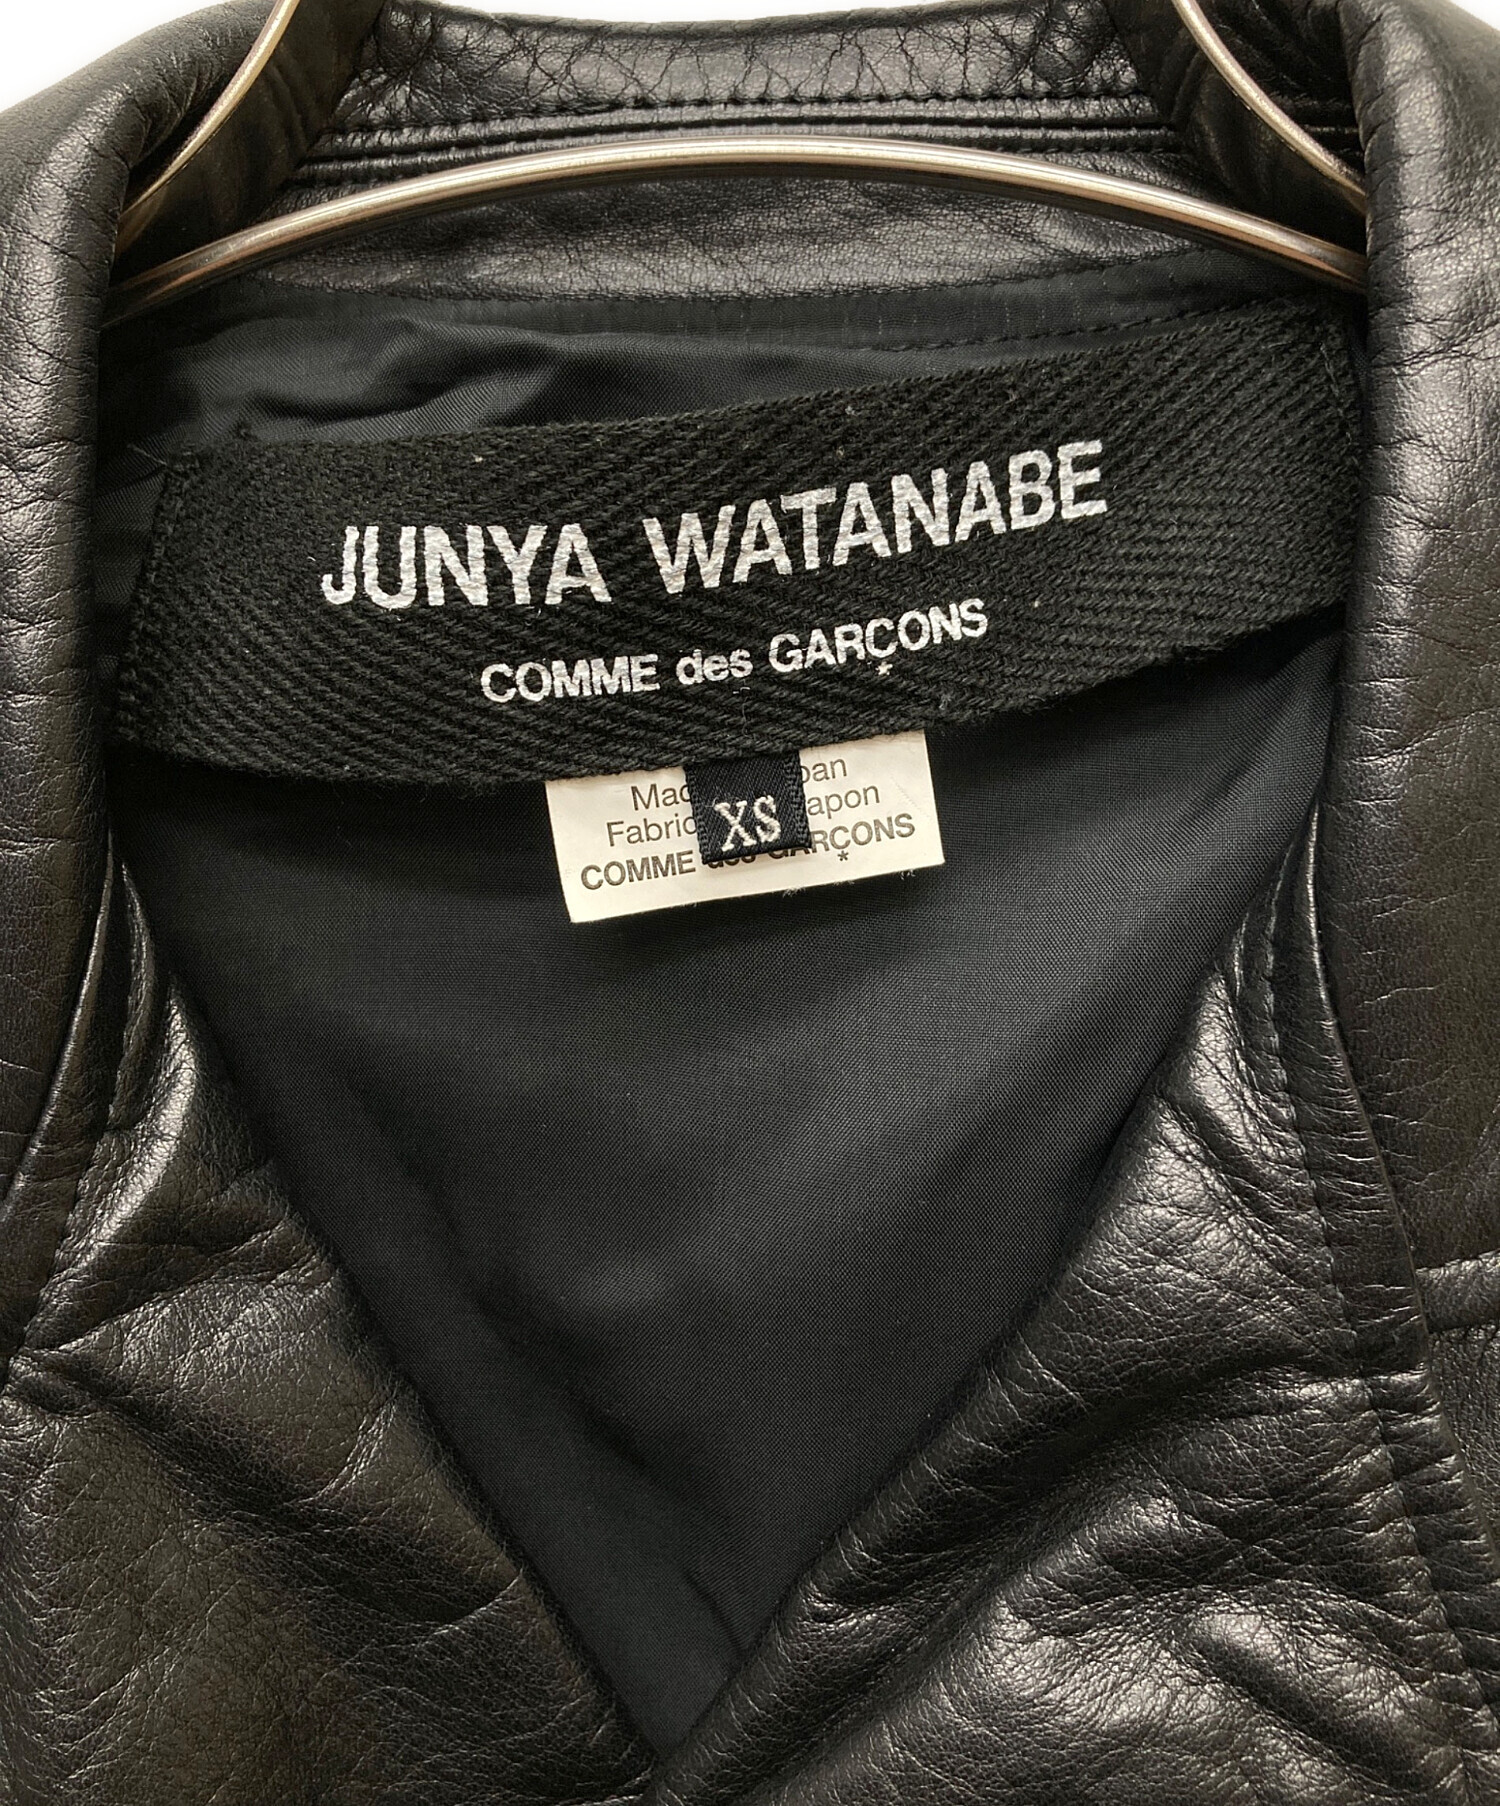 JUNYA WATANABE
COMME des GARÇONS
*
XS
COMME des GARÇONS
*